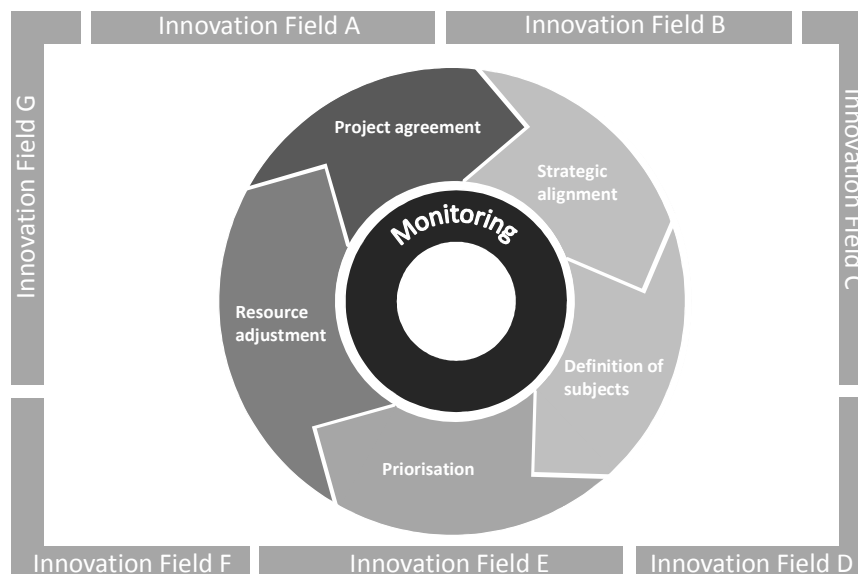 Innovation Field A
Innovation Field B
Innovation Field G
Innovation Field C
Project agreement
Strategic
alignment
Monitoring
Resource
adjustment
Definition of
subjects
Priorisation
Innovation Field F
Innovation Field E
Innovation Field D